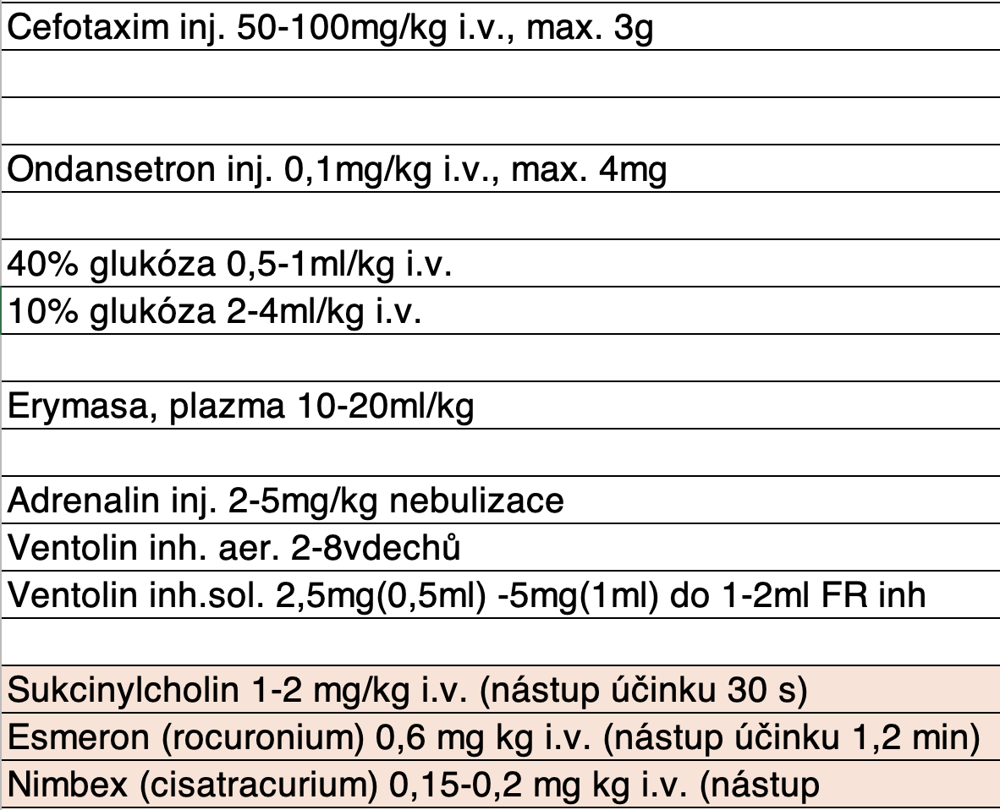 Cefotaxim inj. 50-100mg/kg i.v., max. 3g
Ondansetron inj. 0,1mg/kg i.v., max. 4mg
40% glukóza 0,5-1ml/kg i.v.
10% glukóza 2-4ml/kg i.v.
Erymasa, plazma 10-20ml/kg
Adrenalin inj. 2-5mg/kg nebulizace
Ventolin inh. aer. 2-8vdechů
Ventolin inh.sol. 2,5mg(0,5ml) -5mg(1ml) do 1-2ml FR inh
Sukcinylcholin 1-2 mg/kg i.v. (nástup účinku 30 s)
Esmeron (rocuronium) 0,6 mg kg i.v. (nástup účinku 1,2 min)
Nimbex (cisatracurium) 0,15-0,2 mg kg i.v. (nástup